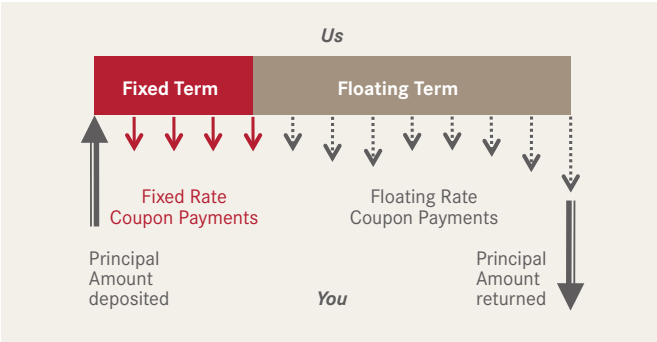 Us
Fixed Term
Floating Term
Fixed Rate
Coupon Payments
Floating Rate
Coupon Payments
Principal
Amount
deposited
You
Principal
Amount
returned